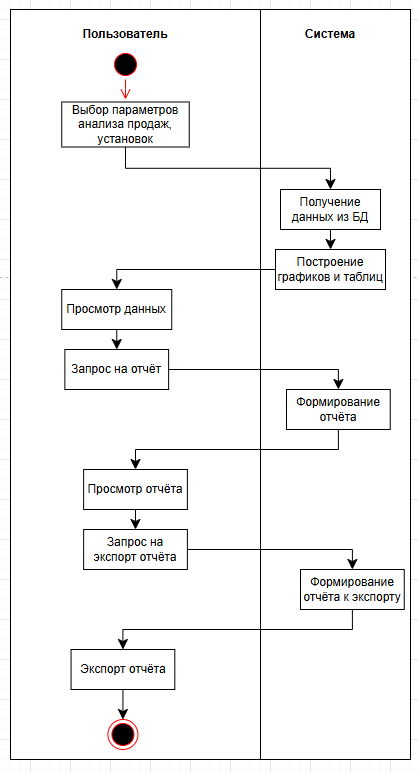 Пользователь
Система
Выбор параметров
анализа продаж,
установок
Получение
данных из БД
Построение
графиков и таблиц
Просмотр данных
Запрос на отчёт
Формирование
отчёта
Просмотр отчёта
Запрос на
экспорт отчёта
Формирование
отчёта к экспорту
Экспорт отчёта